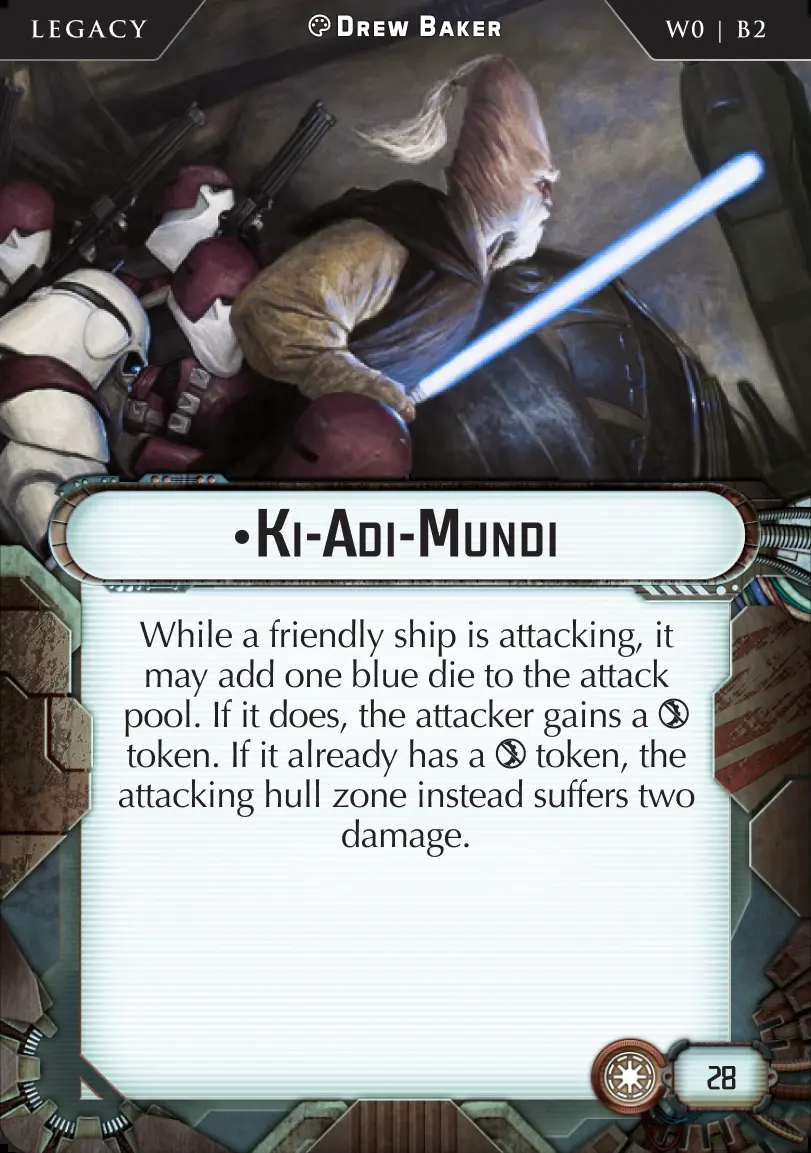 LEGACY
DREW BAKER
W0 | B2
•KI-ADI-MUNDI
While a friendly ship is attacking, it
may add one blue die to the attack
pool. If it does, the attacker gains a
token. If it already has a token, the
attacking hull zone instead suffers two
damage.
28